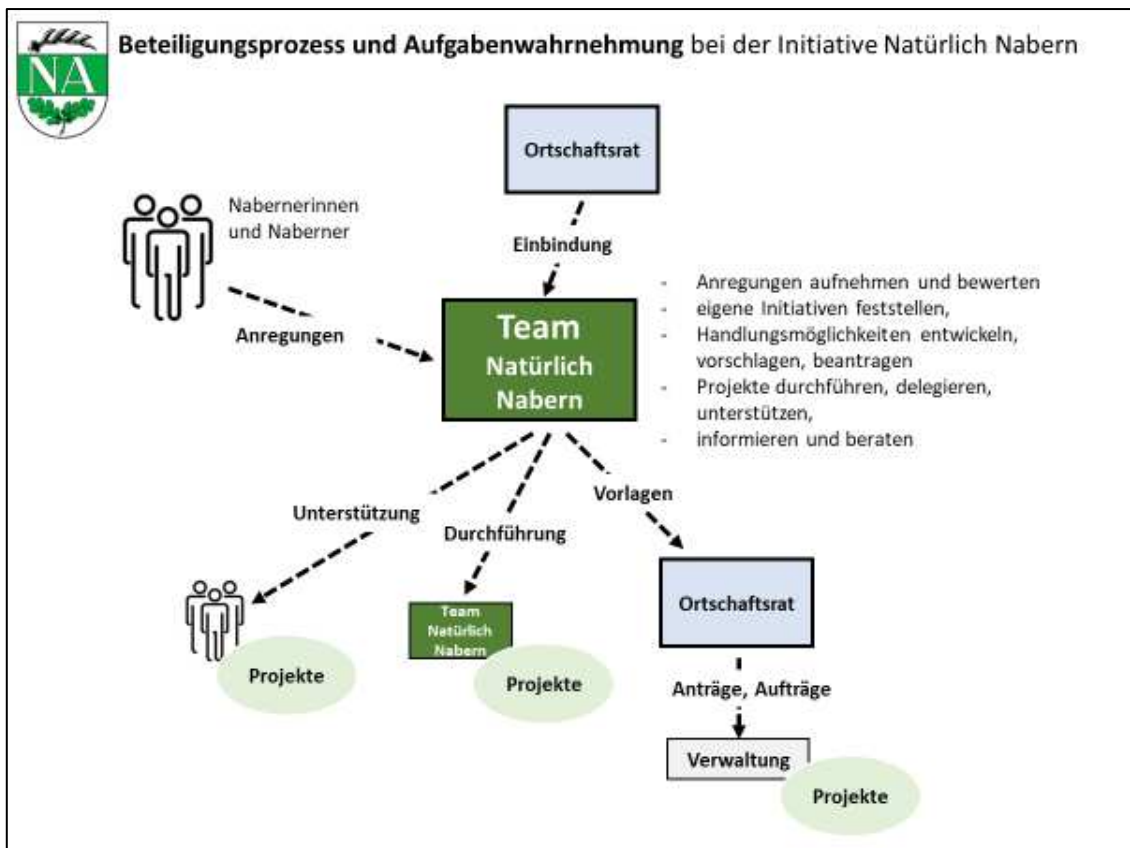 NA
Beteiligungsprozess und Aufgabenwahrnehmung bei der Initiative Natürlich Nabern
Ortschaftsrat
Nabernerinnen
und Naberner
Einbindung
Anregungen
Team
Natürlich
Nabern
- Anregungen aufnehmen und bewerten
- eigene Initiativen feststellen,
- Handlungsmöglichkeiten entwickeln,
vorschlagen, beantragen
- Projekte durchführen, delegieren,
unterstützen,
- informieren und beraten
Unterstützung
Durchführung
Vorlagen
Projekte
Team
Natürlich
Nabern
Projekte
Ortschaftsrat
Anträge, Aufträge
Verwaltung
Projekte